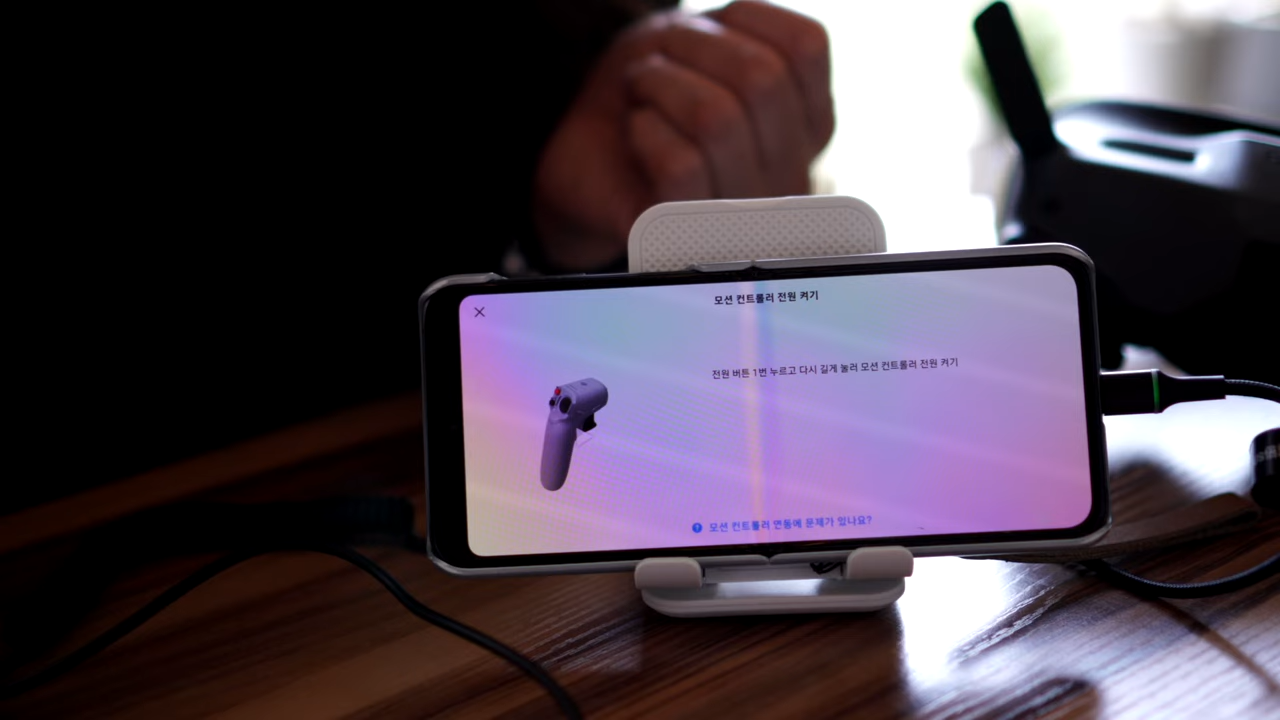 모션 컨트롤러 전원 켜기
전원 버튼 1번 누르고 다시 길게 눌러 모션 컨트롤러 전원 켜기
? 모션 컨트롤러 연동에 문제가 있나요?